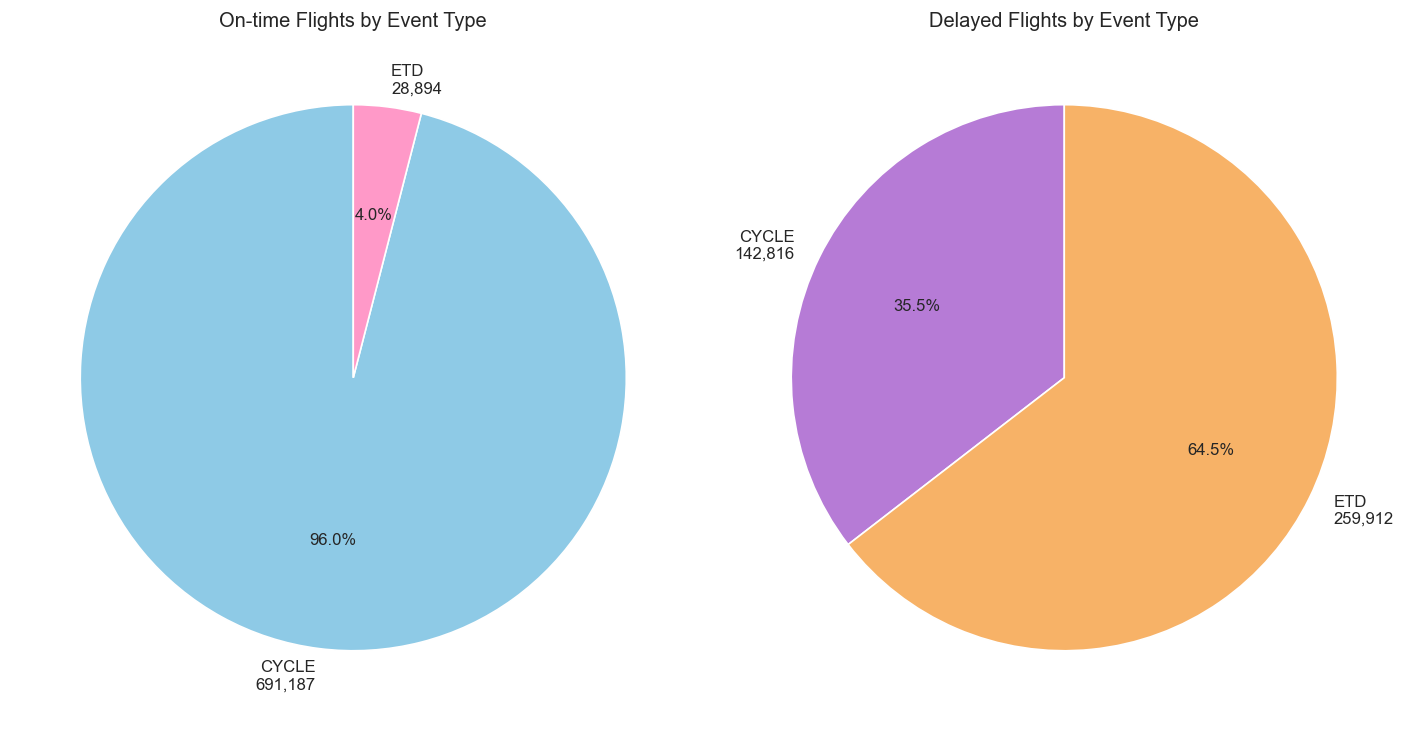 On-time Flights by Event Type
ETD
28,894
4.0%
96.0%
CYCLE
691,187
Delayed Flights by Event Type
CYCLE
142,816
35.5%
64.5%
ETD
259,912